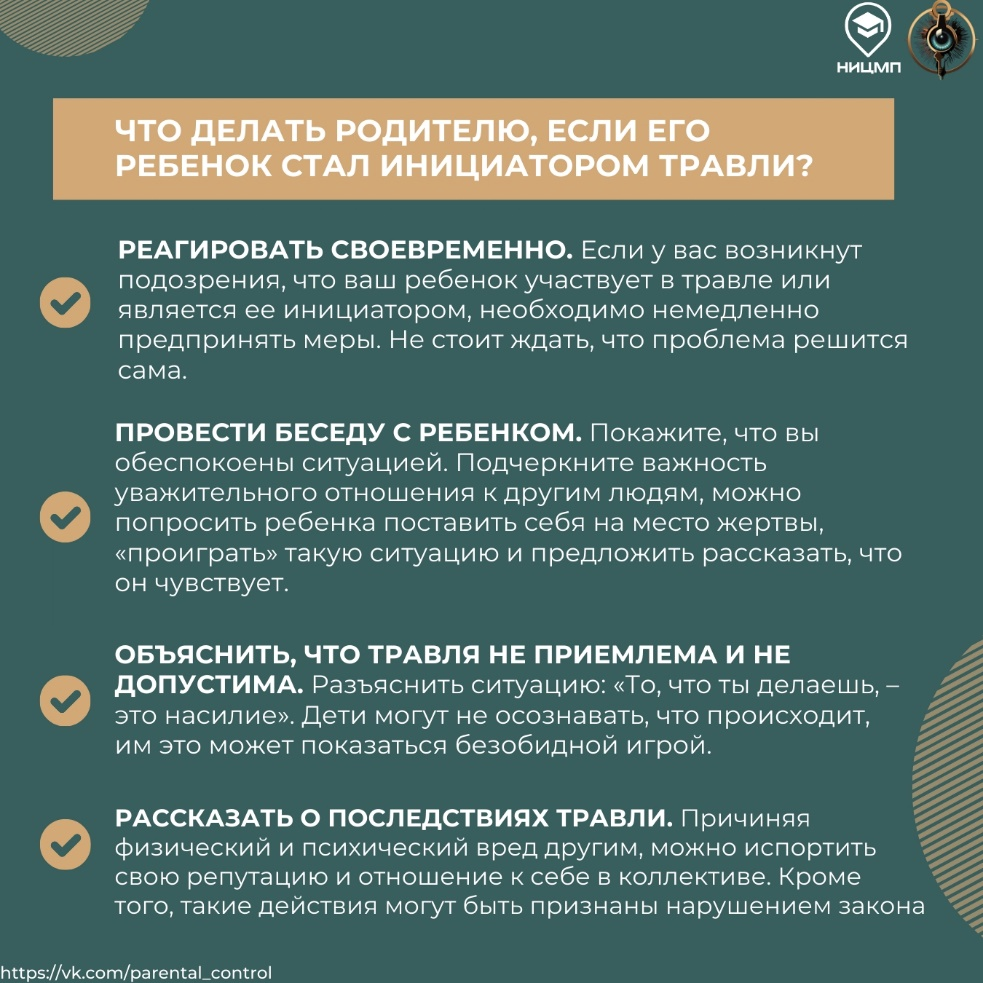 НИЦМП
ЧТО ДЕЛАТЬ РОДИТЕЛЮ, ЕСЛИ ЕГО
РЕБЕНОК СТАЛ ИНИЦИАТОРОМ ТРАВЛИ?
РЕАГИРОВАТЬ СВОЕВРЕМЕННО. Если у вас возникнут
подозрения, что ваш ребенок участвует в травле или
является ее инициатором, необходимо немедленно
предпринять меры. Не стоит ждать, что проблема решится
сама.
ПРОВЕСТИ БЕСЕДУ С РЕБЕНКОМ. Покажите, что вы
обеспокоены ситуацией. Подчеркните важность
уважительного отношения к другим людям, можно
попросить ребенка поставить себя на место жертвы,
«проиграть» такую ситуацию и предложить рассказать, что
он чувствует.
ОБЪЯСНИТЬ, ЧТО ТРАВЛЯ НЕ ПРИЕМЛЕМА И НЕ
ДОПУСТИМА. Разъяснить ситуацию: «То, что ты делаешь, –
это насилие». Дети могут не осознавать, что происходит,
им это может показаться безобидной игрой.
РАССКАЗАТЬ О ПОСЛЕДСТВИЯХ ТРАВЛИ. Причиняя
физический и психический вред другим, можно испортить
свою репутацию и отношение к себе в коллективе. Кроме
того, такие действия могут быть признаны нарушением закона
https://vk.com/parental_control